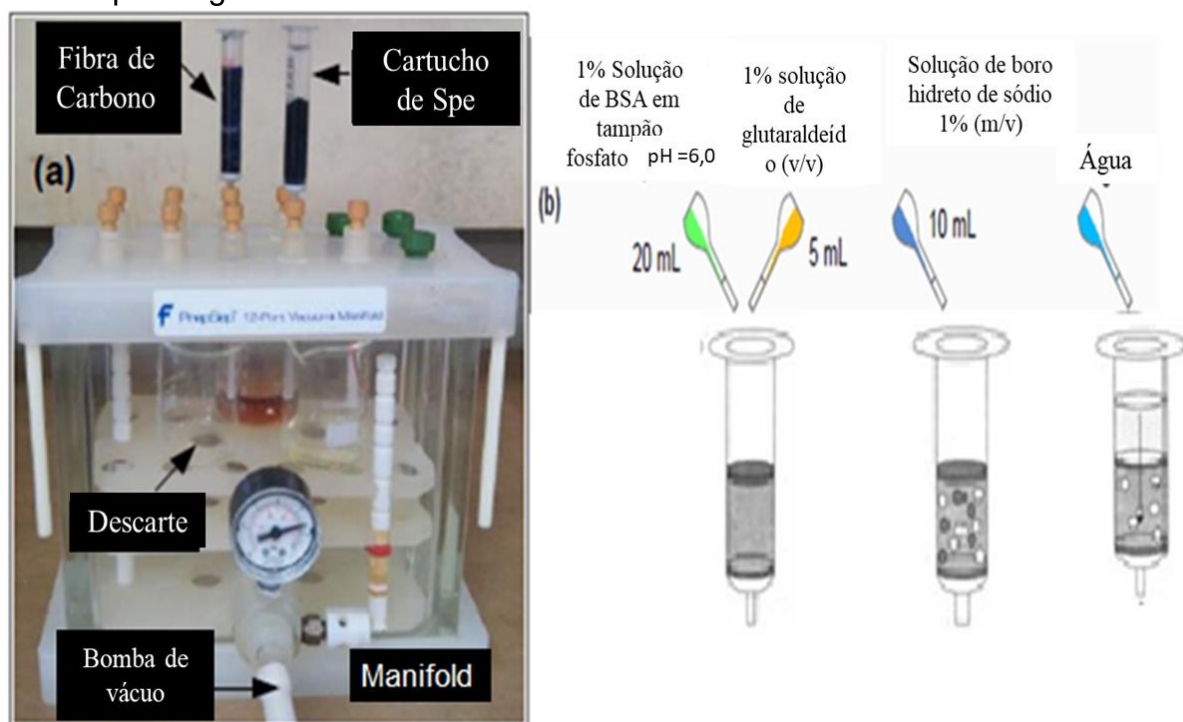 Fibra de
Carbono
Cartucho
de Spe
(a)
12-Port Vacuum Manifold
Descarte
Bomba de
vácuo
Manifold
1% Solução
de BSA em
tampão
fosfato pH =6,0
1% solução
de
glutaraldeíd
o (v/v)
Solução de boro
hidreto de sódio
1% (m/v)
Água
(b)
20 mL
5 mL
10 mL